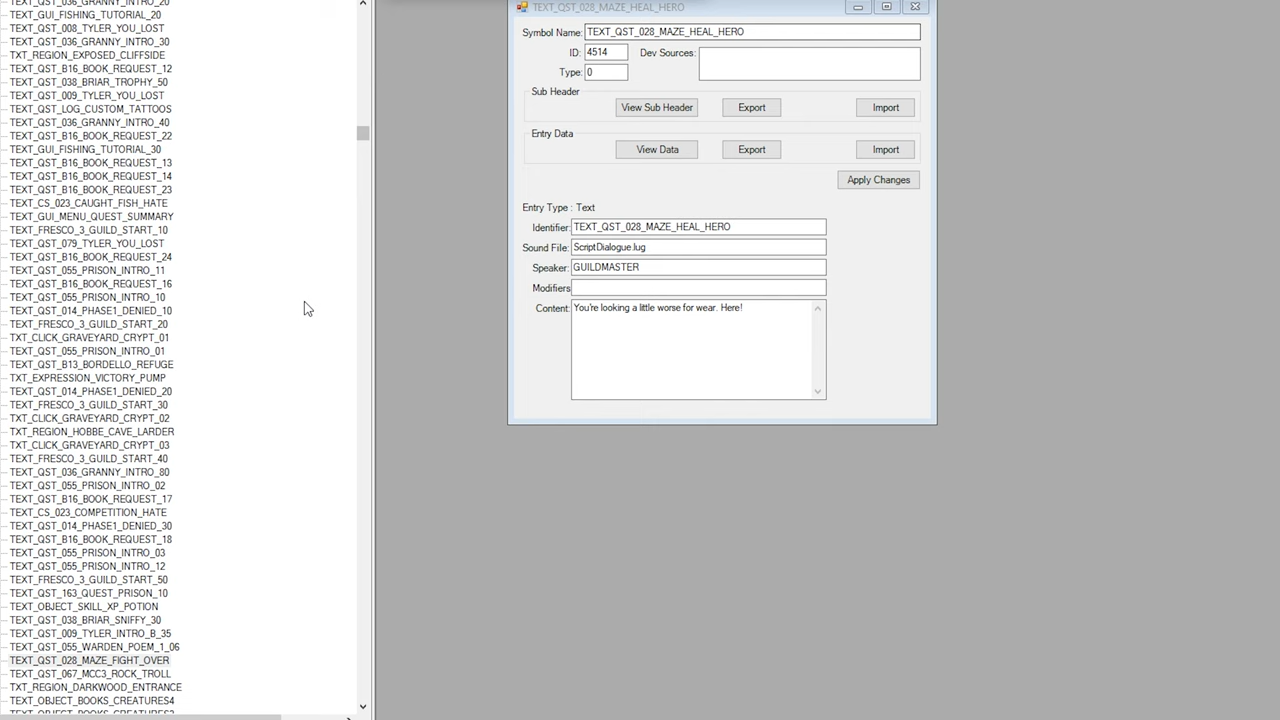 TEXT_QST_036_GRANNY_INTRO_20
TEXT_GUI_FISHING_TUTORIAL_20
TEXT_QST_008_TYLER_YOU_LOST
TEXT_QST_036_GRANNY_INTRO_30
TXT_REGION_EXPOSED_CLIFFSIDE
TEXT_QST_B16_BOOK_REQUEST_12
TEXT_QST_038_BRIAR_TROPHY_50
TEXT_QST_009_TYLER_YOU_LOST
TEXT_QST_LOG_CUSTOM_TATTOOS
TEXT_QST_036_GRANNY_INTRO_40
TEXT_QST_B16_BOOK_REQUEST_22
TEXT_GUI_FISHING_TUTORIAL_30
TEXT_QST_B16_BOOK_REQUEST_13
TEXT_QST_B16_BOOK_REQUEST_14
TEXT_QST_B16_BOOK_REQUEST_23
TEXT_CS_023_CAUGHT_FISH_HATE
TEXT_GUI_MENU_QUEST_SUMMARY
TEXT_FRESCO_3_GUILD_START_10
TEXT_QST_079_TYLER_YOU_LOST
TEXT_QST_B16_BOOK_REQUEST_24
TEXT_QST_055_PRISON_INTRO_11
TEXT_QST_B16_BOOK_REQUEST_16
TEXT_QST_055_PRISON_INTRO_10
TEXT_QST_014_PHASE1_DENIED_10
TEXT_FRESCO_3_GUILD_START_20
TXT_CLICK_GRAVEYARD_CRYPT_01
TEXT_QST_055_PRISON_INTRO_01
TEXT_QST_B13_BORDELLO_REFUGE
TXT_EXPRESSION_VICTORY_PUMP
TEXT_QST_014_PHASE1_DENIED_20
TEXT_FRESCO_3_GUILD_START_30
TXT_CLICK_GRAVEYARD_CRYPT_02
TXT_REGION_HOBBE_CAVE_LARDER
TXT_CLICK_GRAVEYARD_CRYPT_03
TEXT_FRESCO_3_GUILD_START_40
TEXT_QST_036_GRANNY_INTRO_80
TEXT_QST_055_PRISON_INTRO_02
TEXT_QST_B16_BOOK_REQUEST_17
TEXT_CS_023_COMPETITION_HATE
TEXT_QST_014_PHASE1_DENIED_30
TEXT_QST_B16_BOOK_REQUEST_18
TEXT_QST_055_PRISON_INTRO_03
TEXT_QST_055_PRISON_INTRO_12
TEXT_FRESCO_3_GUILD_START_50
TEXT_QST_163_QUEST_PRISON_10
TEXT_OBJECT_SKILL_XP_POTION
TEXT_QST_038_BRIAR_SNIFFY_30
TEXT_QST_009_TYLER_INTRO_B_35
TEXT_QST_055_WARDEN_POEM_1_06
TEXT_QST_028_MAZE_FIGHT_OVER
TEXT_QST_067_MCC3_ROCK_TROLL
TXT_REGION_DARKWOOD_ENTRANCE
TEXT_OBJECT_BOOKS_CREATURES4
TEXT_OBJECT_BOOKS_CREATURES3
TEXT_QST_028_MAZE_HEAL_HERO
Symbol Name: TEXT_QST_028_MAZE_HEAL_HERO
ID: 4514 Dev Sources:
Type: 0
Sub Header
View Sub Header Export Import
Entry Data
View Data Export Import
Apply Changes
Entry Type : Text
Identifier: TEXT_QST_028_MAZE_HEAL_HERO
Sound File: ScriptDialogue.lug
Speaker: GUILDMASTER
Modifiers
Content: You're looking a little worse for wear. Here!